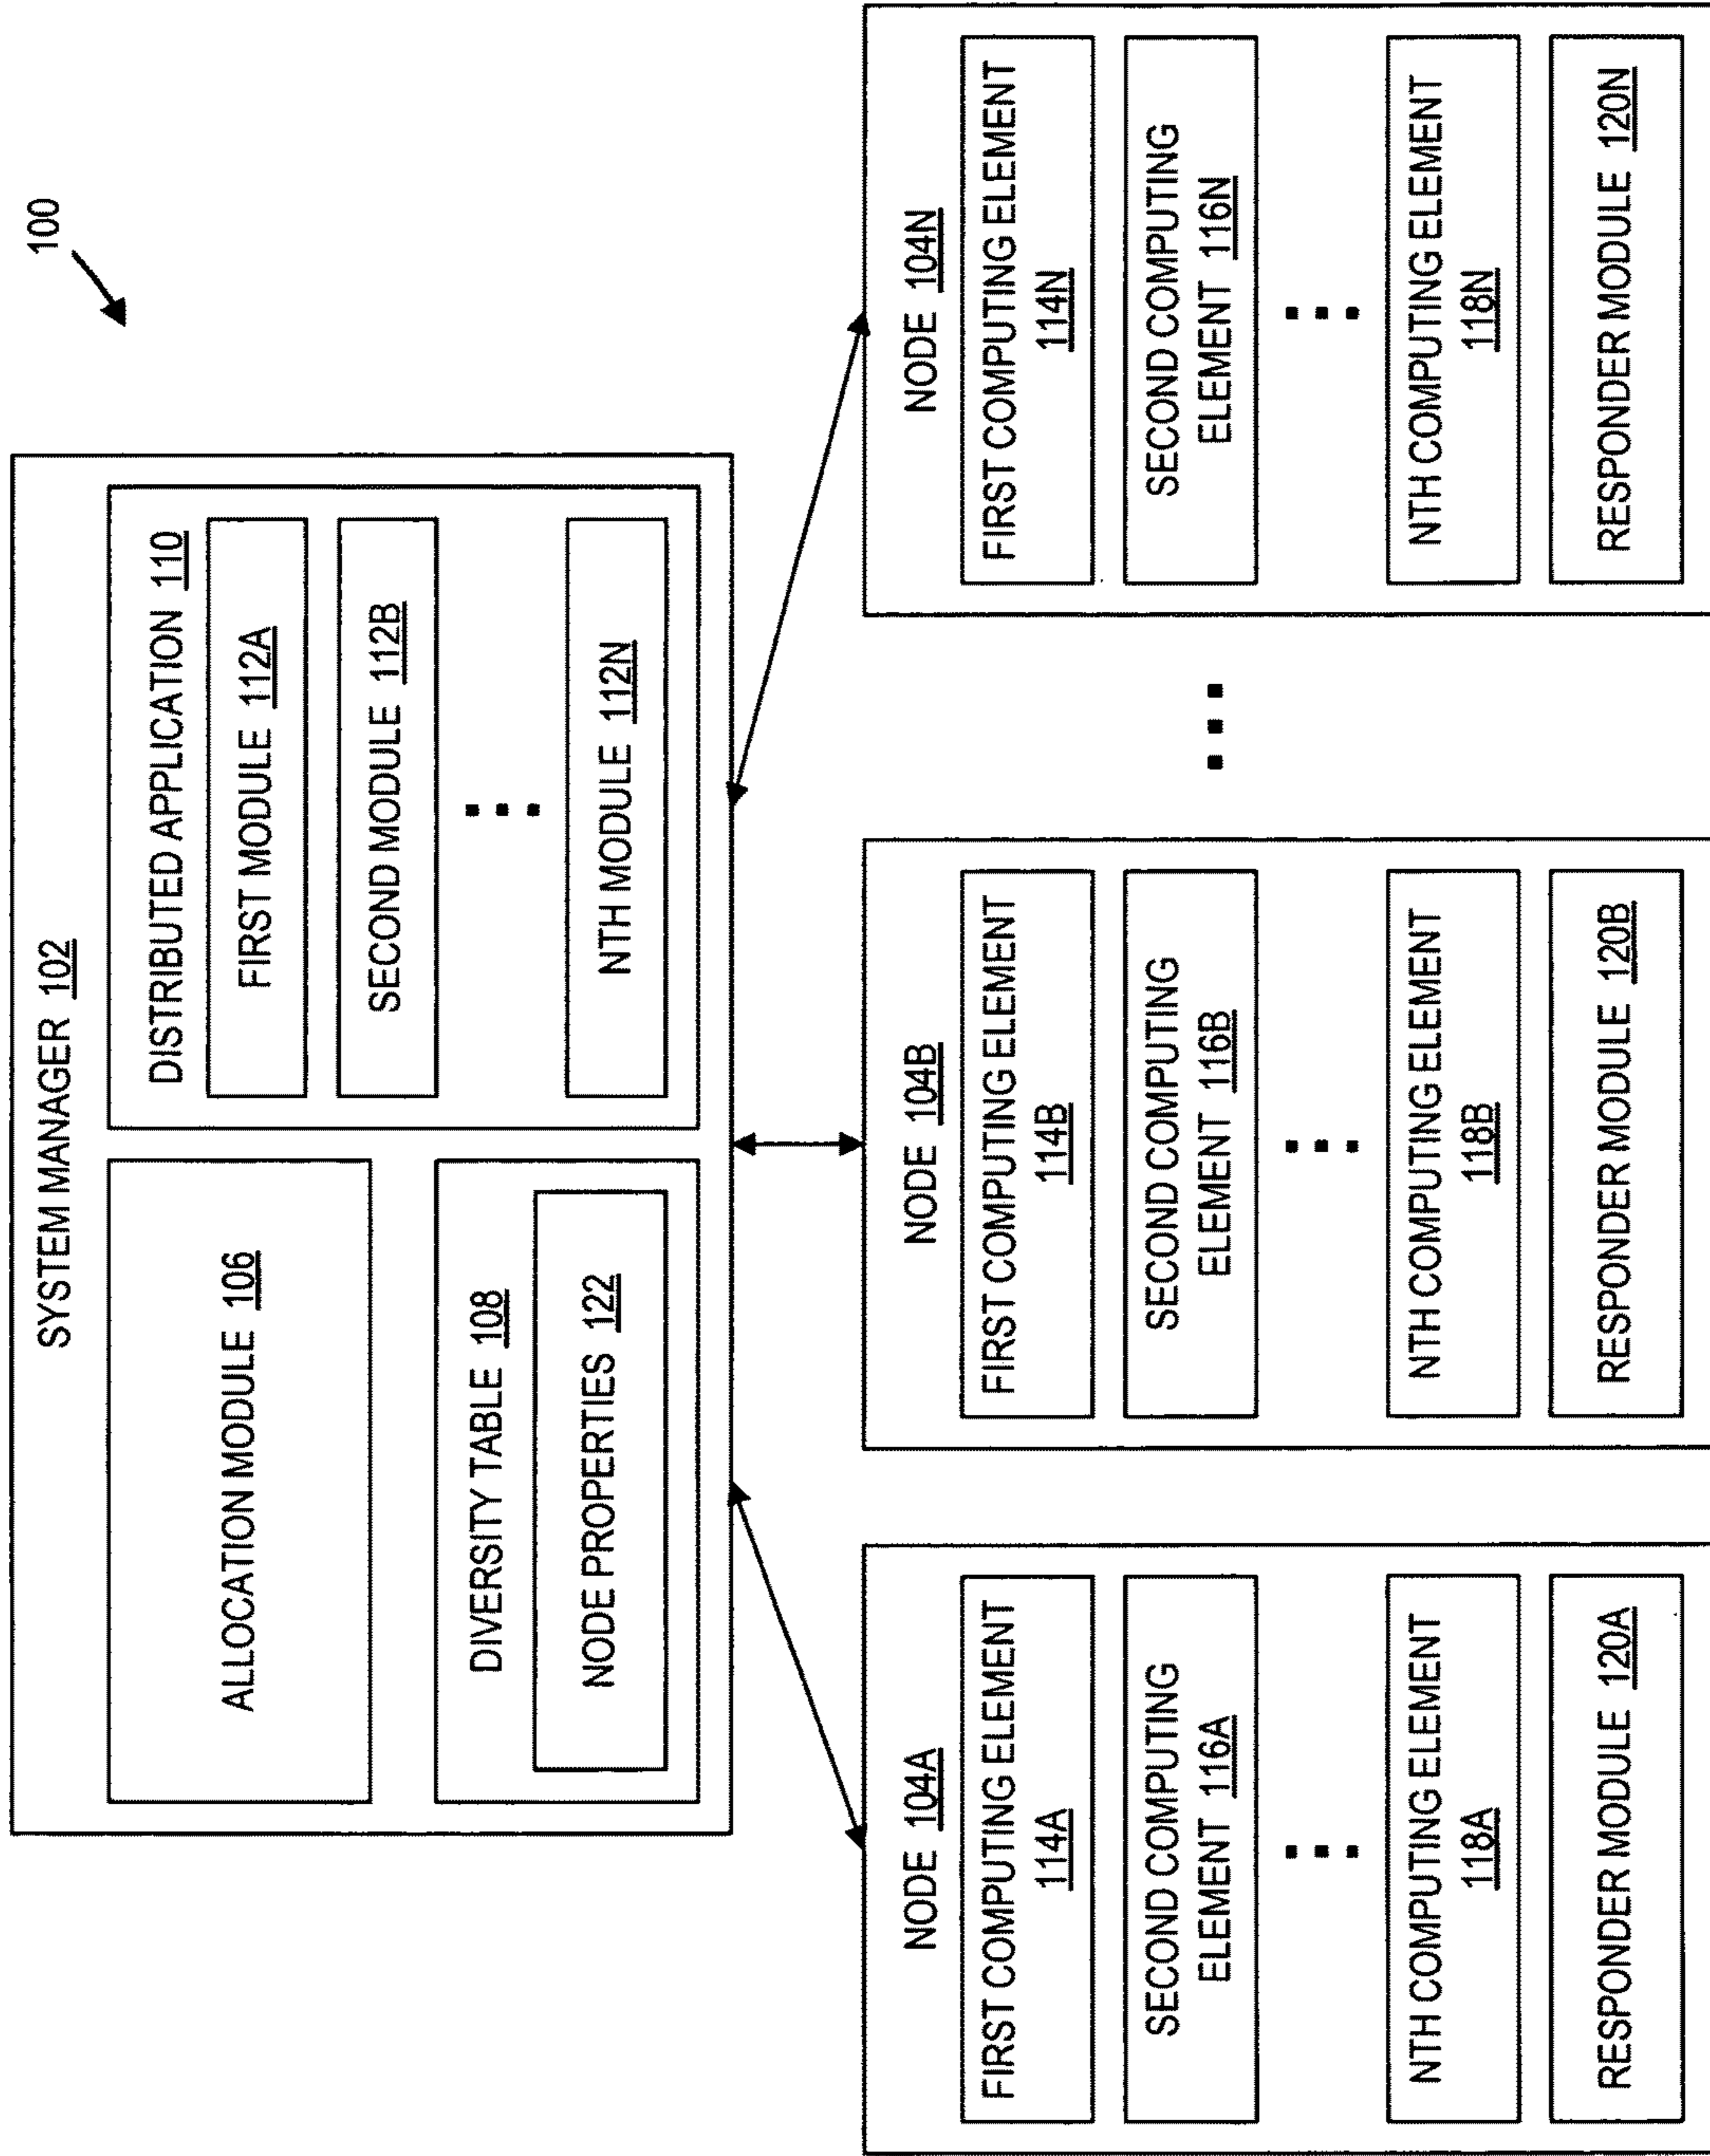 100
SYSTEM MANAGER 102
ALLOCATION MODULE 106
DIVERSITY TABLE 108
NODE PROPERTIES 122
DISTRIBUTED APPLICATION 110
FIRST MODULE 112A
SECOND MODULE 112B
NTH MODULE 112N
NODE 104A
FIRST COMPUTING ELEMENT
114A
SECOND COMPUTING
ELEMENT 116A
NTH COMPUTING ELEMENT
118A
RESPONDER MODULE 120A
NODE 104B
FIRST COMPUTING ELEMENT
114B
SECOND COMPUTING
ELEMENT 116B
NTH COMPUTING ELEMENT
118B
RESPONDER MODULE 120B
NODE 104N
FIRST COMPUTING ELEMENT
114N
SECOND COMPUTING
ELEMENT 116N
NTH COMPUTING ELEMENT
118N
RESPONDER MODULE 120N